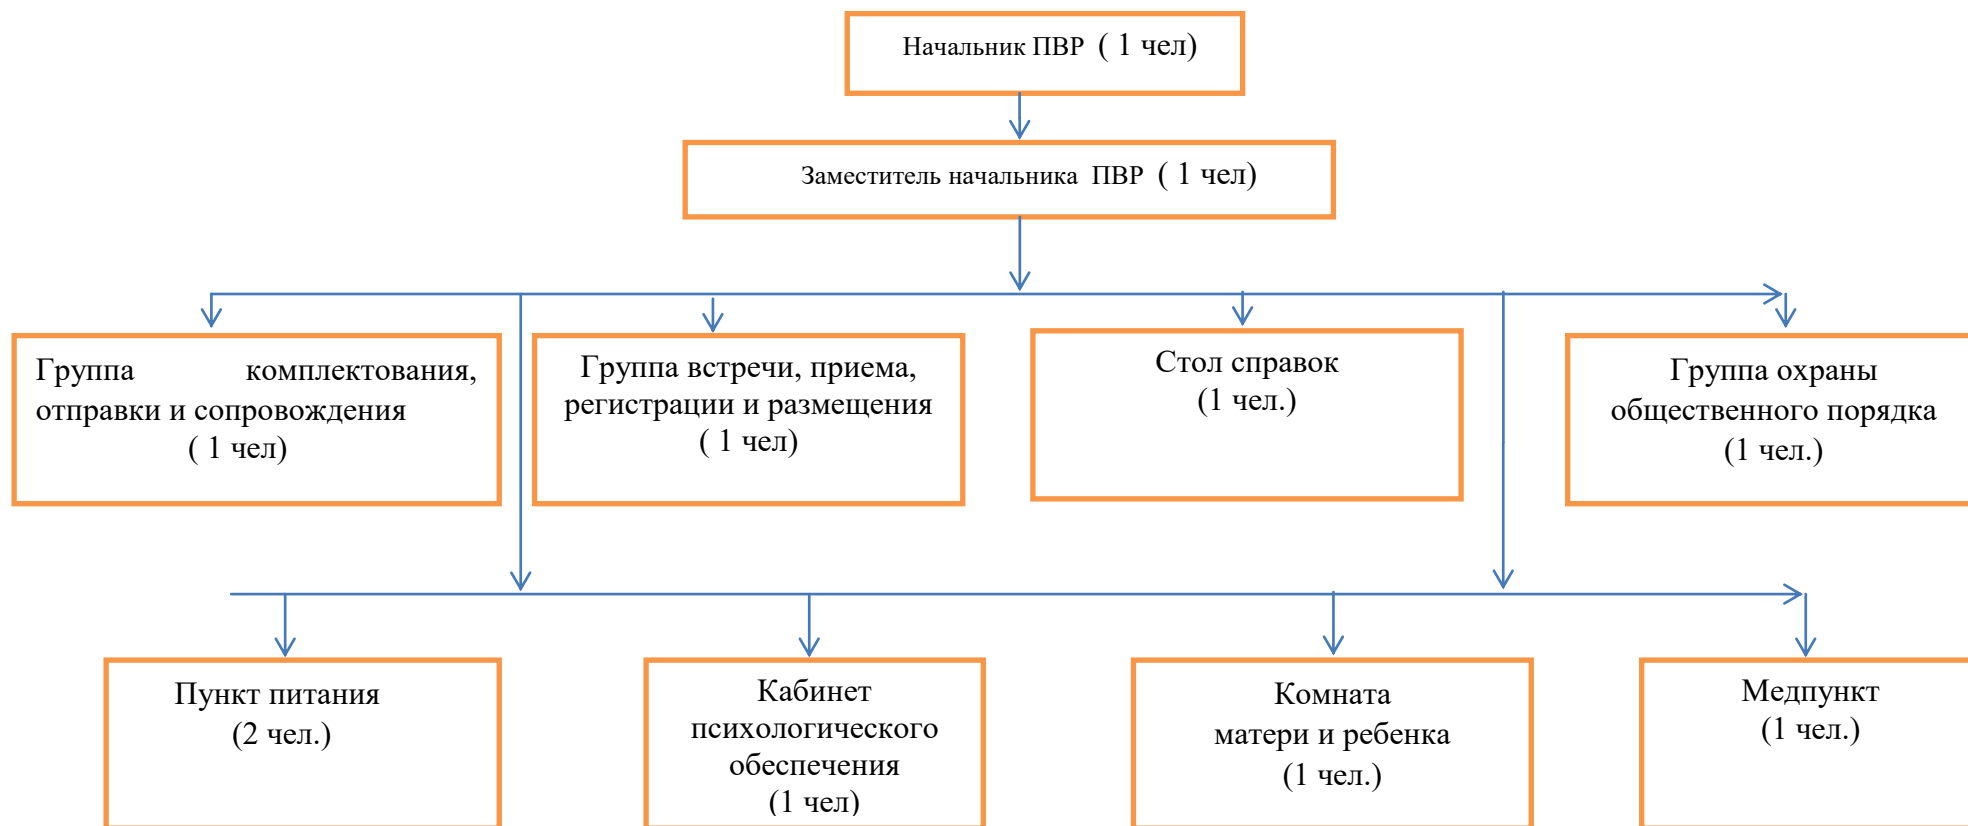 Начальник ПВР ( 1 чел)
Заместитель начальника ПВР ( 1 чел)
Группа комплектования,
отправки и сопровождения
( 1 чел)
Группа встречи, приема,
регистрации и размещения
( 1 чел)
Стол справок
(1 чел.)
Группа охраны
общественного порядка
(1 чел.)
Пункт питания
(2 чел.)
Кабинет
психологического
обеспечения
(1 чел)
Комната
матери и ребенка
(1 чел.)
Медпункт
(1 чел.)